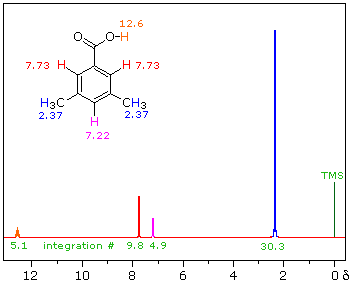 12.6
O
O-H
7.73 H
H 7.73
H₃C
CH₃
2.37
2.37
H
7.22
TMS
5.1 integration # 9.8 4.9 30.3
12 10 8 6 4 2 0 δ